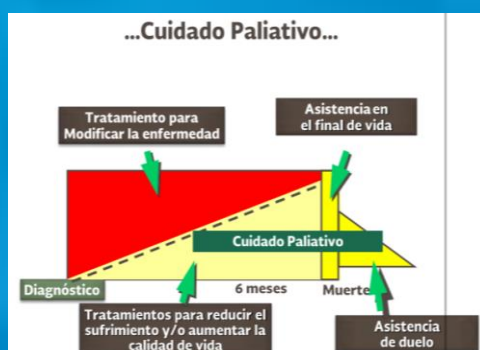 ...Cuidado Paliativo...
Asistencia en
el final de vida
Tratamiento para
Modificar la enfermedad
Cuidado Paliativo
Diagnóstico
6 meses
Muerte
Tratamientos para reducir el
sufrimiento y/o aumentar la
calidad de vida
Asistencia
de duelo